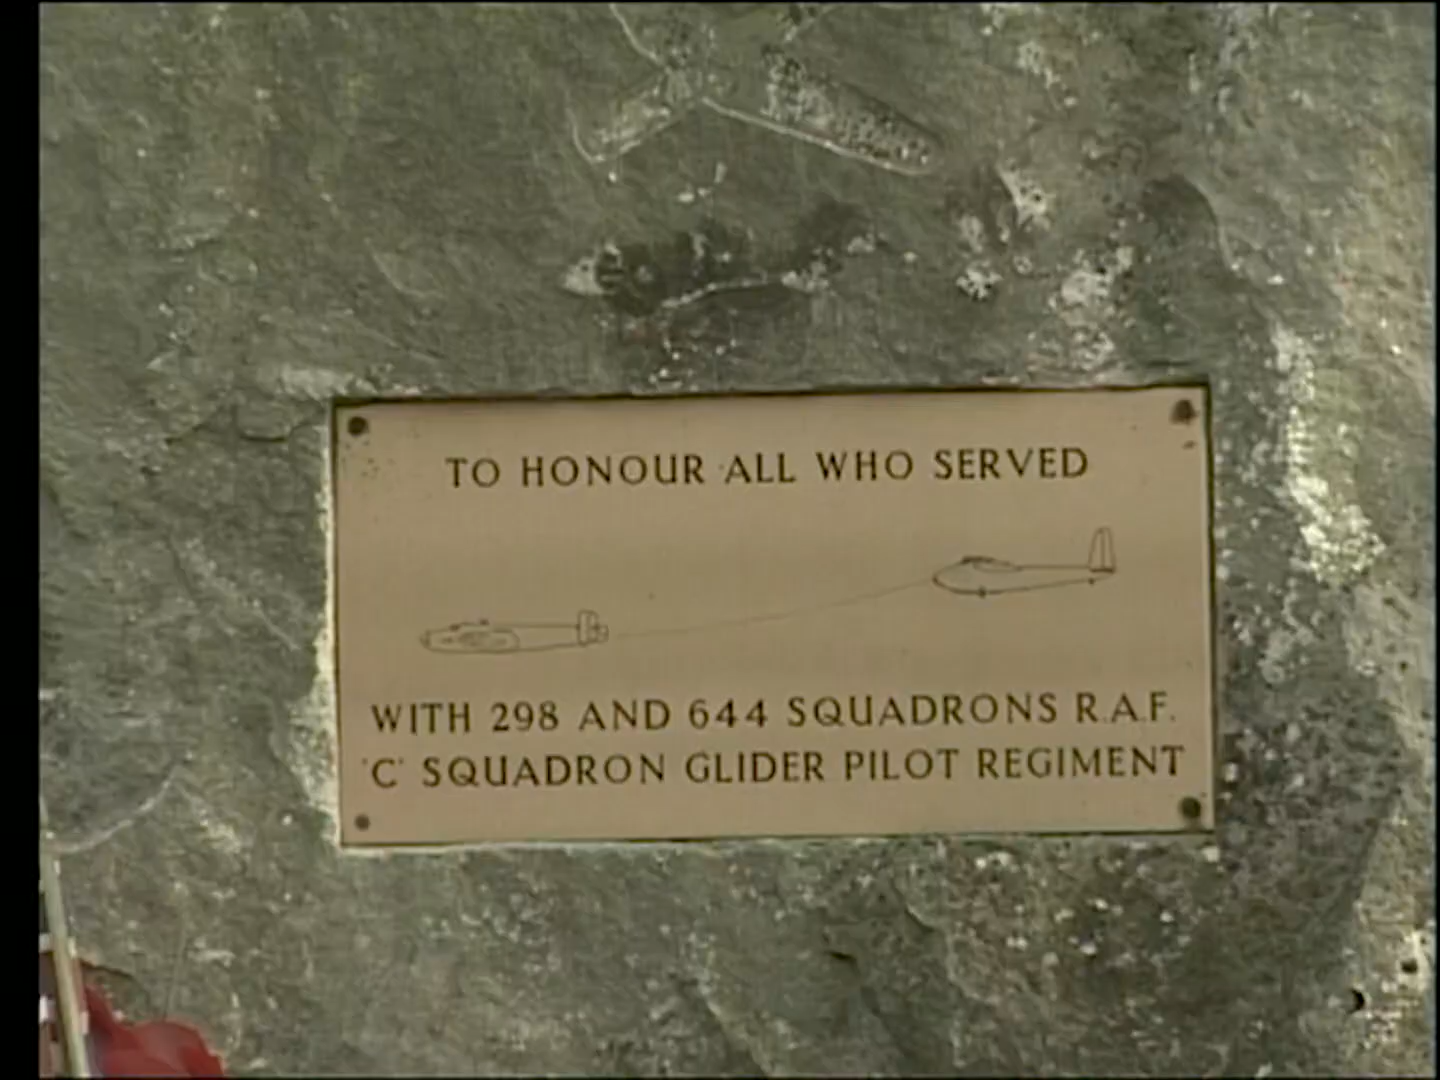 TO HONOUR ALL WHO SERVED
WITH 298 AND 644 SQUADRONS R.A.F.
'C' SQUADRON GLIDER PILOT REGIMENT